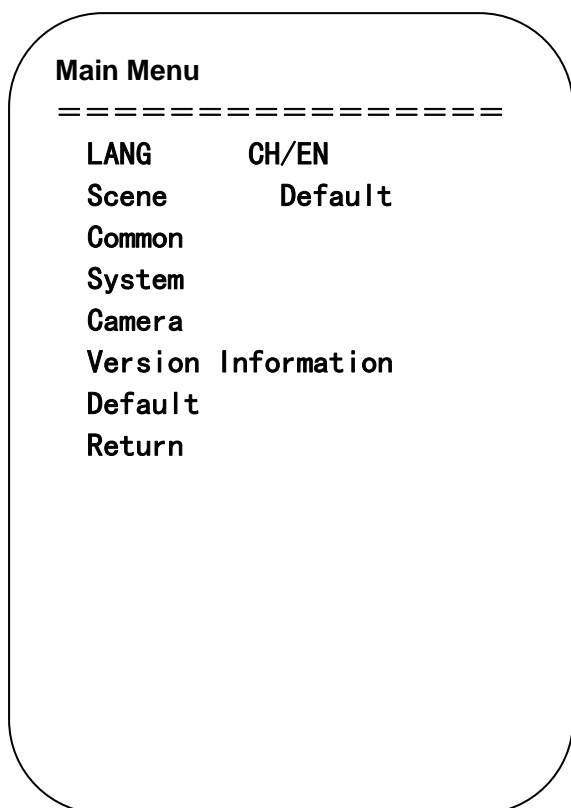 Main Menu
=================
LANG CH/EN
Scene Default
Common
System
Camera
Version Information
Default
Return